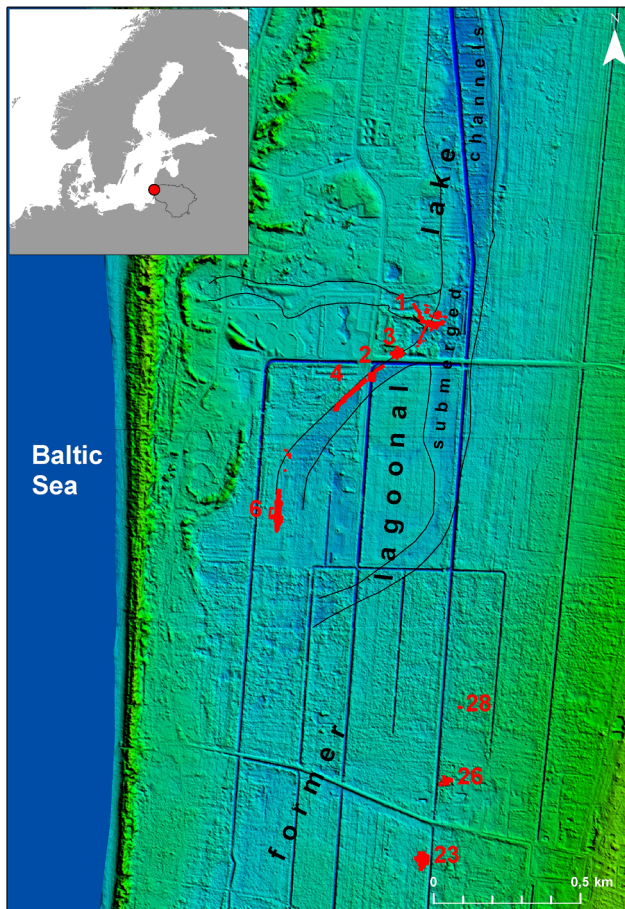 N
channels
lake
submerged
1
3
2
4
lagoonal
Baltic
Sea
6
28
former
26
23
0 0,5 km